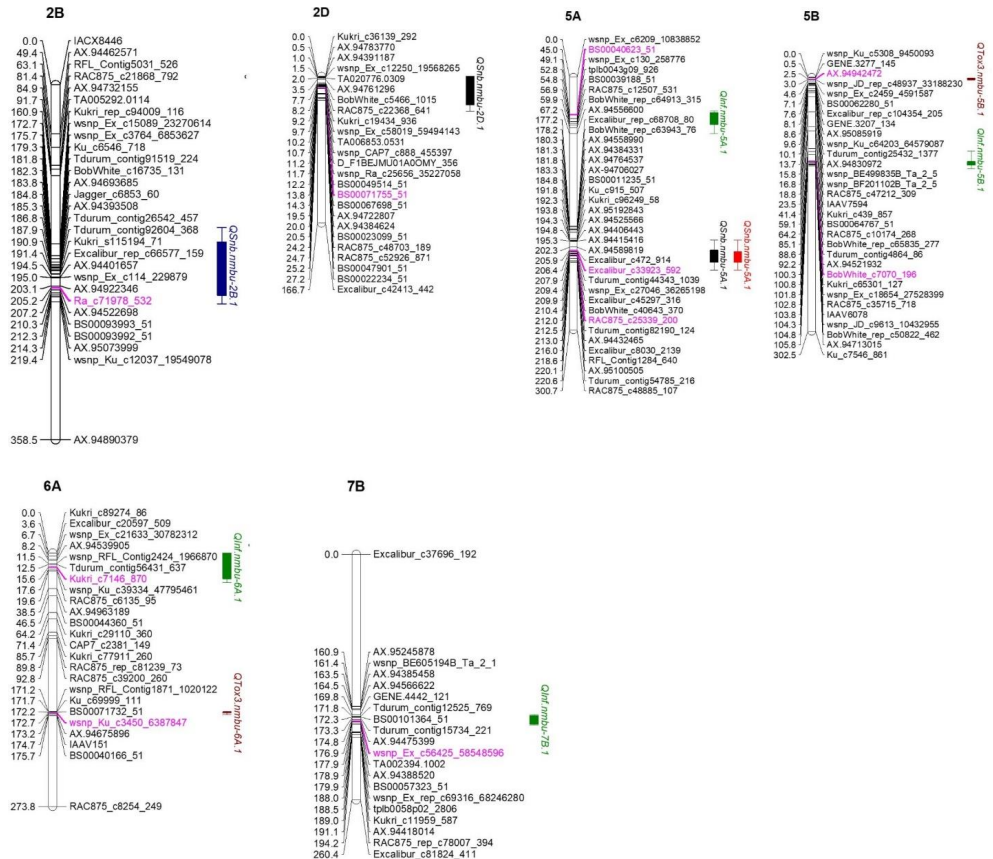 2B
0.0 IACX8446
49.4 AX.94462571
63.1 RFL_Contig5031_526
81.4 RAC875_c21868_792
84.9 AX.94732155
91.7 TA005292.0114
160.9 Kukri_rep_c94009_116
172.7 wsnp_Ex_c15089_23270614
175.7 wsnp_Ex_c3764_6853627
179.3 Ku_c6546_718
181.8 Tdurum_contig91519_224
182.3 BobWhite_c16735_131
AX.94693685
184.8 Jagger_c6853_60
185.3 AX.94393508
186.8 Tdurum_contig26542_457
187.9 Tdurum_contig92604_368
190.9 Kukri_s115194_71
191.4 Excalibur_rep_c66577_159
194.5 AX.94401657
195.0 wsnp_Ex_c114_229879
203.1 AX.94922346
205.2 Ra_c71978_532
207.2 AX.94522698
210.3 BS00093993_51
212.3 BS00093992_51
214.3 AX.95073999
219.4 wsnp_Ku_c12037_19549078
358.5 AX.94890379
QSnb.nmbu-2B.1
2D
0.0 Kukri_c36139_292
0.5 AX.94783770
1.0 AX.94391187
1.5 wsnp_Ex_c12250_19568265
2.0 TA020776.0309
3.5 AX.94761296
7.7 BobWhite_c5466_1015
8.2 RAC875_c22368_641
9.2 Kukri_c19434_936
9.7 wsnp_Ex_c58019_59494143
10.2 TA006853.0531
10.7 wsnp_CAP7_c888_455397
D_F1BEJMU01A0OMY_356
11.7 wsnp_Ra_c25656_35227058
12.2 BS00049514_51
13.8 BS00071755_51
14.3 BS00067698_51
19.5 AX.94722807
20.0 AX.94384624
20.5 BS00023099_51
24.2 RAC875_c48703_189
24.7 RAC875_c52926_871
25.2 BS00047901_51
27.2 BS00022234_51
166.7 Excalibur_c42413_442
QSnb.nmbu-2D.1
5A
0.0 wsnp_Ex_c6209_10838852
45.0 BS00040623_51
49.1 wsnp_Ex_c130_258776
52.8 tplb0043g09_926
54.8 BS00039188_51
56.9 RAC875_c12507_531
59.9 BobWhite_rep_c64913_315
67.2 AX.94556600
177.2 Excalibur_rep_c68708_80
178.2 BobWhite_rep_c63943_76
180.3 AX.94558990
183.4 AX.94384331
184.1 AX.94764537
193.5 AX.94706027
184.8 BS00011235_51
191.8 Ku_c915_507
192.3 Kukri_c96249_58
193.8 AX.95192843
194.3 AX.94525566
194.8 AX.94406443
195.3 AX.94415416
202.3 AX.94589819
205.9 Excalibur_c472_914
206.4 Excalibur_c33923_592
207.9 Tdurum_contig44343_1039
209.4 wsnp_Ex_c27046_36265198
209.9 Excalibur_c45297_316
210.4 BobWhite_c40643_370
212.0 RAC875_c25339_200
212.5 Tdurum_contig82190_124
213.0 AX.94432465
216.0 Excalibur_c8030_2139
218.6 RFL_Contig1284_640
220.1 AX.95100505
220.6 Tdurum_contig54785_216
300.7 RAC875_c48885_107
QInf.nmbu-5A.1
QSnb.nmbu-5A.1
QSnb.nmbu-5A.1
5B
0.0 wsnp_Ku_c5308_9450093
0.5 GENE.3277_145
2.5 AX.94942472
3.0 wsnp_JD_rep_c48937_33188230
4.6 wsnp_Ex_c2459_4591587
7.1 BS00062280_51
7.6 Excalibur_rep_c104354_205
8.1 GENE.3207_134
8.6 AX.95085919
9.6 wsnp_Ku_c64203_64579087
10.1 Tdurum_contig25432_1377
13.7 AX.94830972
15.8 wsnp_BE499835B_Ta_2_5
16.8 wsnp_BF201102B_Ta_2_5
18.8 RAC875_c47212_309
23.5 IAAV7594
41.4 Kukri_c439_857
59.1 BS00064767_51
64.2 RAC875_c10174_268
85.1 BobWhite_rep_c65835_277
88.6 Tdurum_contig4864_86
92.2 AX.94521932
100.3 BobWhite_c7070_196
100.8 Kukri_c65301_127
101.8 wsnp_Ex_c18654_27528399
102.8 RAC875_c35715_718
103.8 IAAV6078
104.3 wsnp_JD_c9613_10432955
104.8 BobWhite_c50822_462
105.8 AX.94713015
302.5 Ku_c7546_861
QTox3.nmbu-5B.1
QInf.nmbu-5B.1
6A
0.0 Kukri_c89274_86
3.6 Excalibur_c20597_509
6.7 wsnp_Ex_c21633_30782312
8.2 AX.94539905
11.5 wsnp_RFL_Contig2424_1966870
12.5 Tdurum_contig56431_637
15.6 Kukri_c7146_870
17.6 wsnp_Ku_c39334_47795461
19.6 RAC875_c6135_95
38.5 AX.94963189
46.5 BS00044360_51
64.2 Kukri_c29110_360
71.4 CAP7_c2381_149
85.7 Kukri_c77911_260
89.8 RAC875_rep_c81239_73
92.8 RAC875_c39200_260
171.2 wsnp_RFL_Contig1871_1020122
171.7 Ku_c69999_111
172.2 BS00071732_51
172.7 wsnp_Ku_c3450_6387847
173.2 AX.94675896
174.7 IAAV151
175.7 BS00040166_51
273.8 RAC875_c8254_249
QInf.nmbu-6A.1
QTox3.nmbu-6A.1
7B
0.0 Excalibur_c37696_192
160.9 AX.95245878
161.4 wsnp_BE605194B_Ta_2_1
163.5 AX.94385458
164.5 AX.94566622
169.8 GENE.4442_121
171.8 Tdurum_contig12525_769
172.3 BS00101364_51
173.3 Tdurum_contig15734_221
174.8 AX.94475399
176.9 wsnp_Ex_c56425_58548596
177.9 TA002394.1002
178.9 AX.94388520
179.9 BS00057323_51
188.0 wsnp_Ex_rep_c69316_68246280
188.5 tplb0058p02_2806
189.0 Kukri_c11959_587
191.1 AX.94418014
194.2 RAC875_rep_c78007_394
260.4 Excalibur_c81824_411
QInf.nmbu-7B.1